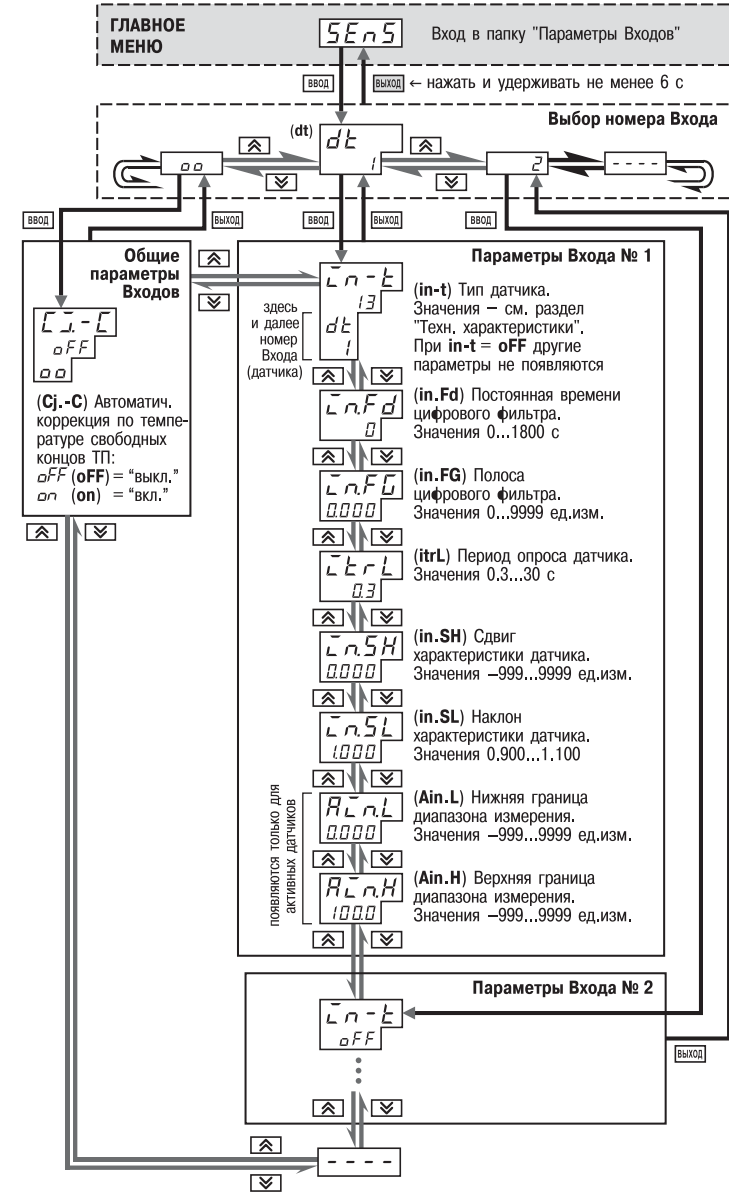 ГЛАВНОЕ
МЕНЮ
SEnS
Вход в папку "Параметры Входов"
ВВОД
ВЫХОД ← нажать и удерживать не менее 6 с
Выбор номера Входа
(dt)
dt
1
oo
2
- - - -
ВВОД
ВЫХОД
ВВОД
ВЫХОД
ВВОД
Общие
параметры
Входов
CJ.-C
oFF
oo
(Cj.-C) Автоматич.
коррекция по темпе-
ратуре свободных
концов ТП:
oFF (oFF) = “выкл.”
on (on) = “вкл.”
Параметры Входа № 1
in-t
13
dt
1
здесь
и далее
номер
Входа
(датчика)
(in-t) Тип датчика.
Значения – см. раздел
"Техн. характеристики".
При in-t = oFF другие
параметры не появляются
in.Fd
0
(in.Fd) Постоянная времени
цифрового фильтра.
Значения 0...1800 с
in.FG
0.000
(in.FG) Полоса
цифрового фильтра.
Значения 0...9999 ед.изм.
itrL
0.3
(itrL) Период опроса датчика.
Значения 0.3...30 с
in.SH
0.000
(in.SH) Сдвиг
характеристики датчика.
Значения –999...9999 ед.изм.
in.SL
1.000
(in.SL) Наклон
характеристики датчика.
Значения 0.900...1.100
появляются только для
активных датчиков
Ain.L
0.000
(Ain.L) Нижняя граница
диапазона измерения.
Значения –999...9999 ед.изм.
Ain.H
100.0
(Ain.H) Верхняя граница
диапазона измерения.
Значения –999...9999 ед.изм.
Параметры Входа № 2
in-t
oFF
ВЫХОД
- - - -